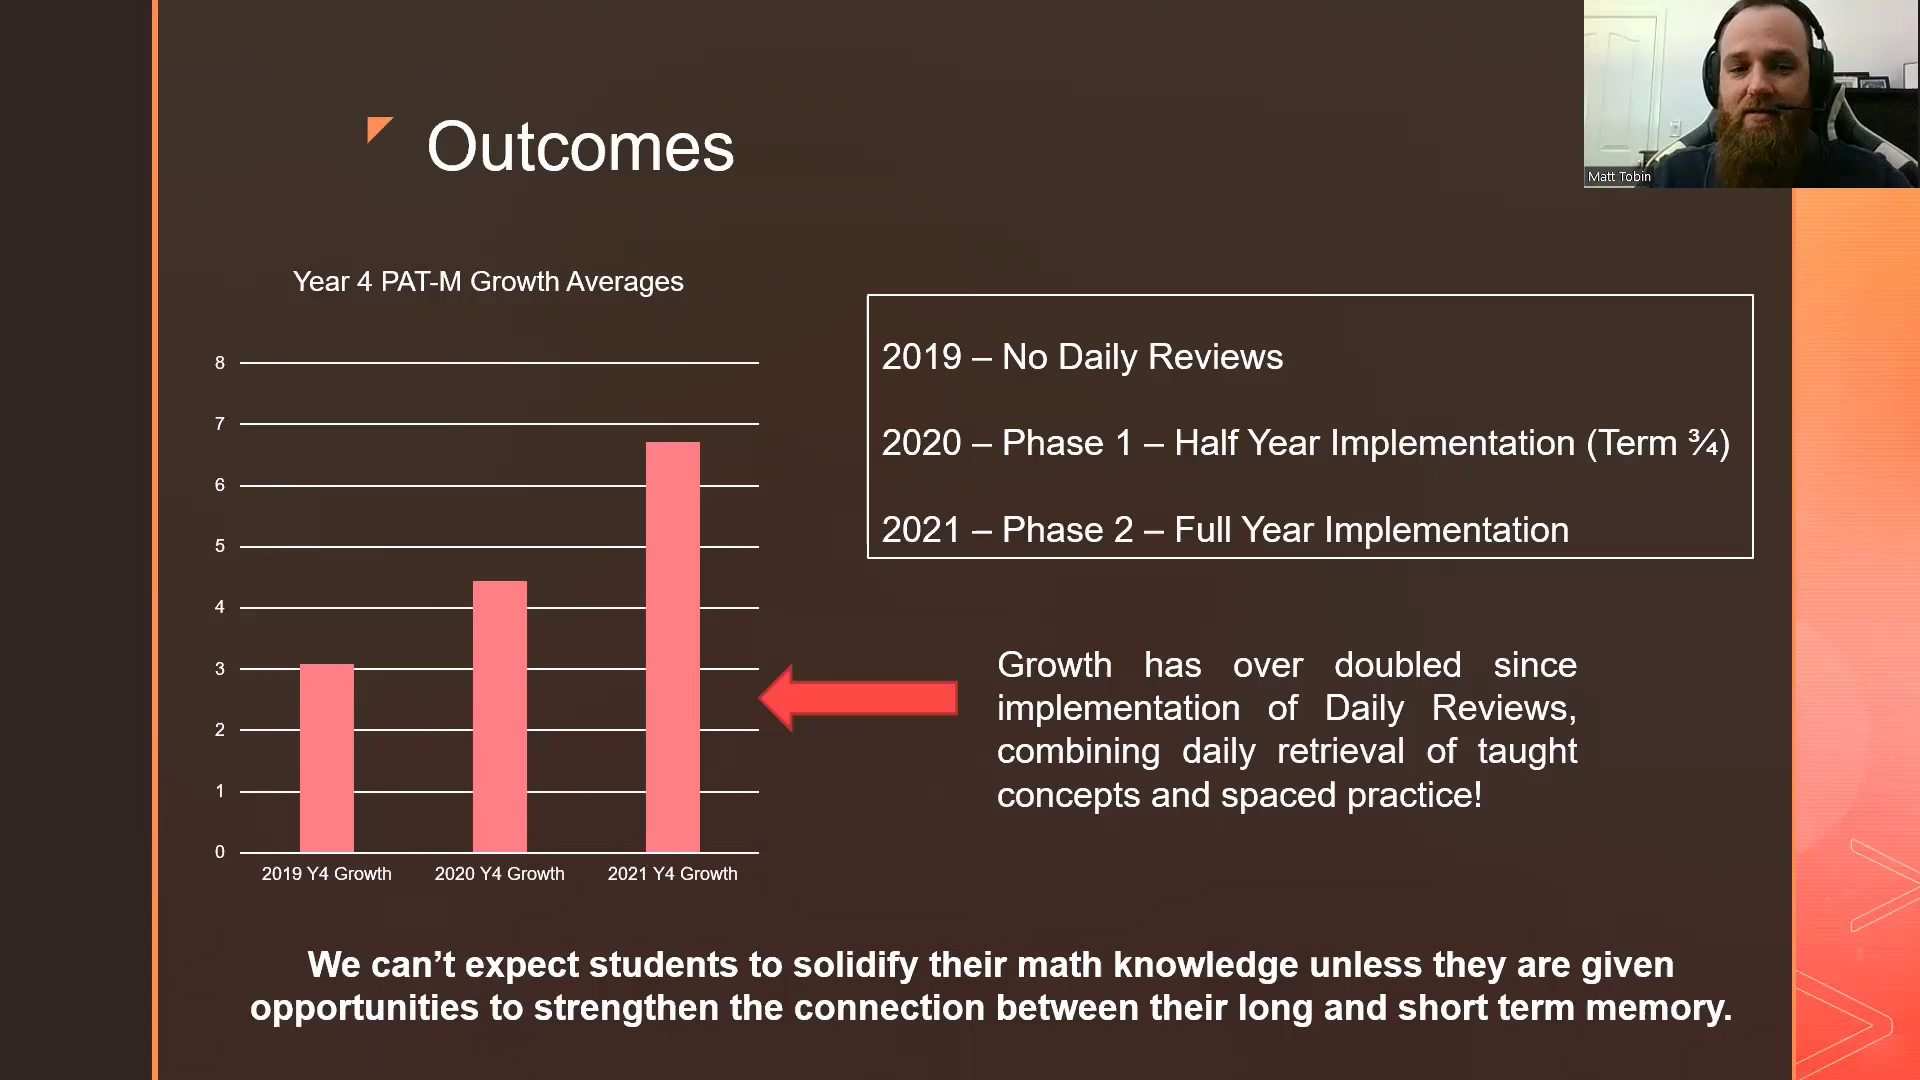 Matt Tobin
Outcomes
Year 4 PAT-M Growth Averages
8
7
6
5
4
3
2
1
0
2019 Y4 Growth
2020 Y4 Growth
2021 Y4 Growth
2019 – No Daily Reviews
2020 – Phase 1 – Half Year Implementation (Term ¾)
2021 – Phase 2 – Full Year Implementation
Growth has over doubled since
implementation of Daily Reviews,
combining daily retrieval of taught
concepts and spaced practice!
We can’t expect students to solidify their math knowledge unless they are given
opportunities to strengthen the connection between their long and short term memory.